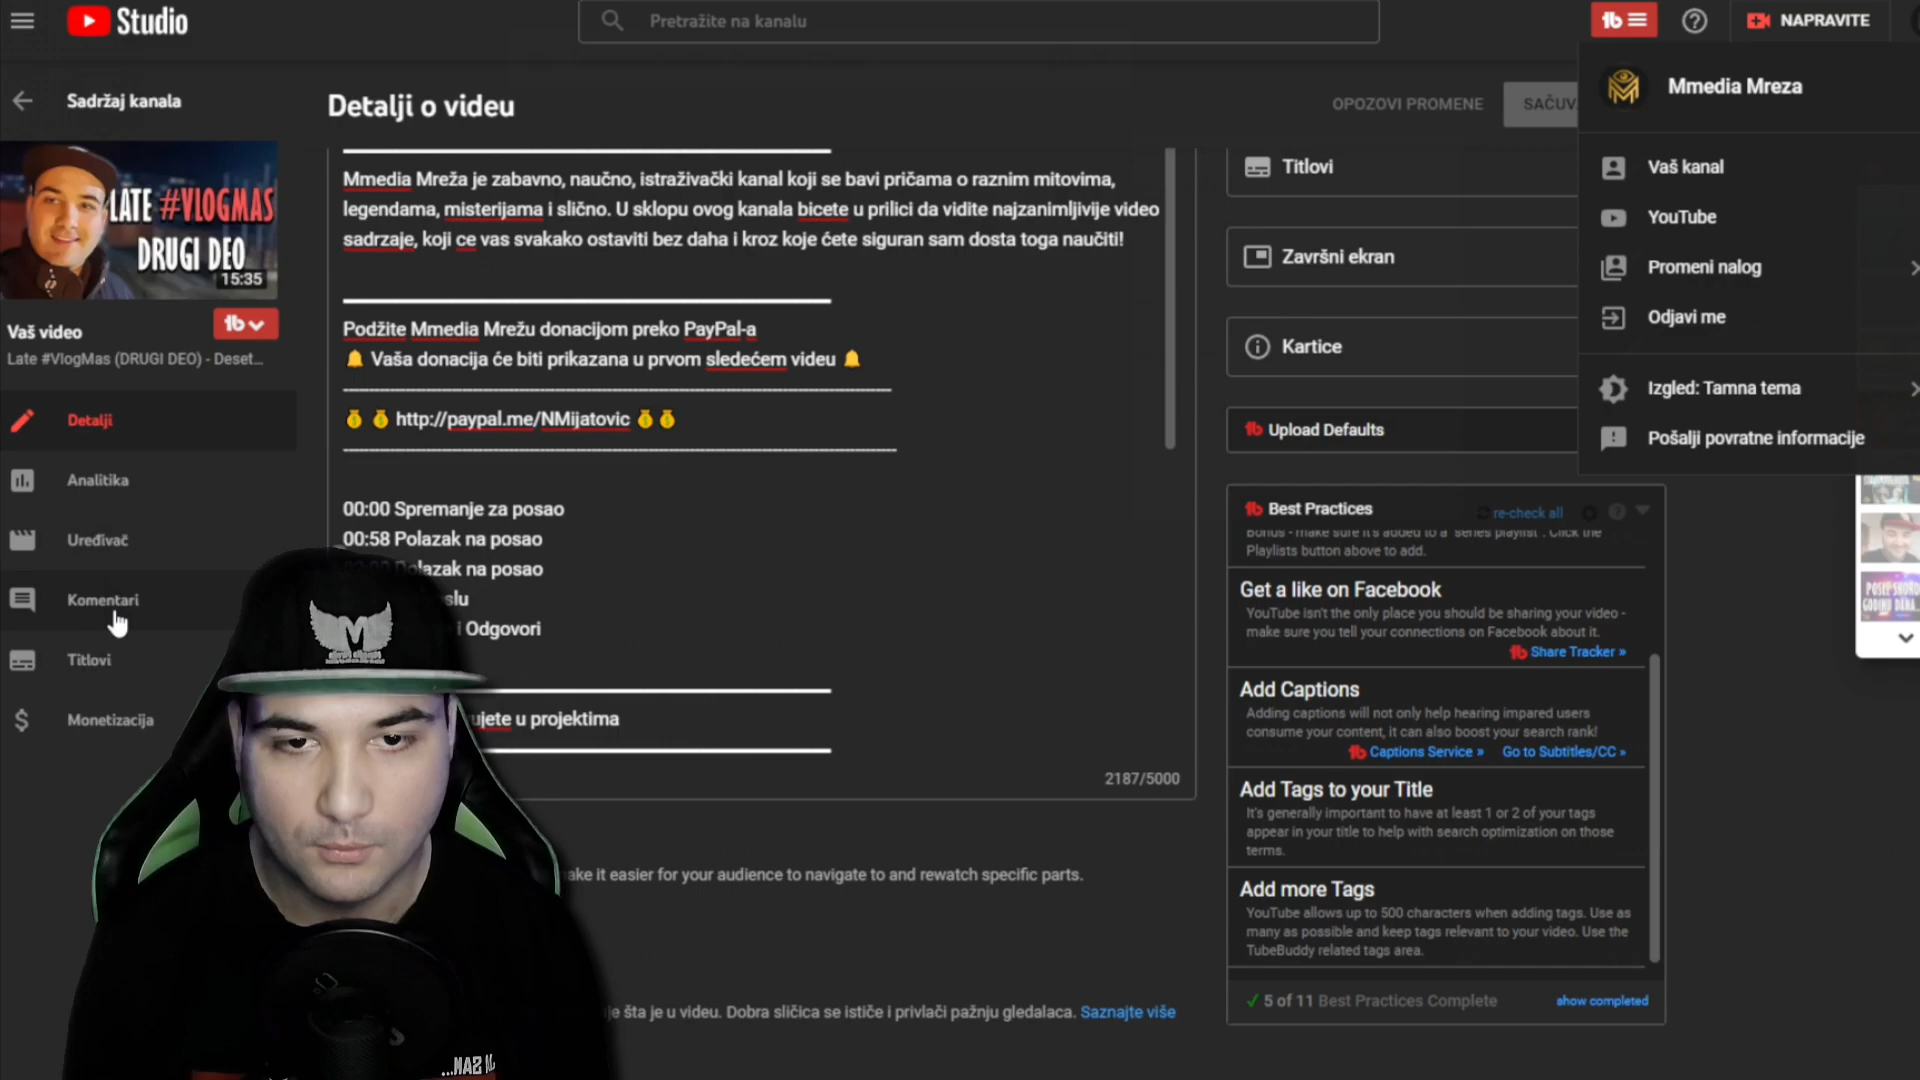 Studio
Pretražite na kanalu
NAPRAVITE
Sadržaj kanala
Detalji o videu
OPOZOVI PROMENE
SAČUV
Mmedia Mreza
LATE #VLOGMAS
DRUGI DEO
15:35
Vaš video
Late #VlogMas (DRUGI DEO) - Deset...
Detalji
Analitika
Uređivač
Komentari
Titlovi
Monetizacija
Mmedia Mreža je zabavno, naučno, istraživački kanal koji se bavi pričama o raznim mitovima,
legendama, misterijama i slično. U sklopu ovog kanala bicete u prilici da vidite najzanimljivije video
sadrzaje, koji ce vas svakako ostaviti bez daha i kroz koje ćete siguran sam dosta toga naučiti!
Podžite Mmedia Mrežu donacijom preko PayPal-a
🔔 Vaša donacija će biti prikazana u prvom sledećem videu 🔔
💰 💰 http://paypal.me/NMijatovic 💰 💰
00:00 Spremanje za posao
00:58 Polazak na posao
olazak na posao
slu
i Odgovori
ujete u projektima
2187/5000
ake it easier for your audience to navigate to and rewatch specific parts.
je šta je u videu. Dobra sličica se ističe i privlači pažnju gledalaca. Saznajte više
Titlovi
Završni ekran
Kartice
Upload Defaults
Best Practices
re-check all
Bonus - make sure it's added to a 'series playlist'. Click the
Playlists button above to add.
Get a like on Facebook
YouTube isn't the only place you should be sharing your video -
make sure you tell your connections on Facebook about it.
Share Tracker »
Add Captions
Adding captions will not only help hearing impared users
consume your content, it can also boost your search rank!
Captions Service » Go to Subtitles/CC »
Add Tags to your Title
It's generally important to have at least 1 or 2 of your tags
appear in your title to help with search optimization on those
terms.
Add more Tags
YouTube allows up to 500 characters when adding tags. Use as
many as possible and keep tags relevant to your video. Use the
TubeBuddy related tags area.
✓ 5 of 11 Best Practices Complete
show completed
Vaš kanal
YouTube
Promeni nalog
Odjavi me
Izgled: Tamna tema
Pošalji povratne informacije